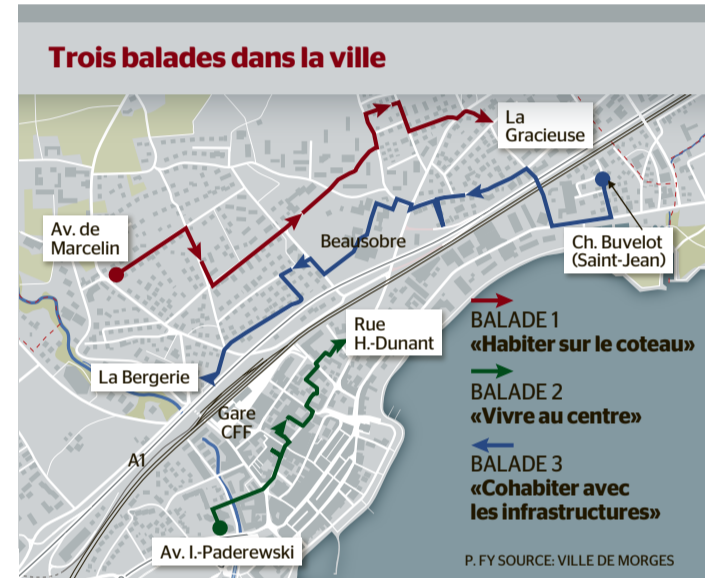 Trois balades dans la ville
La
Gracieuse
Av. de
Marcelin
Beausobre
Ch. Buvelot
(Saint-Jean)
Rue
H.-Dunant
La Bergerie
Gare
CFF
A1
Av. I.-Paderewski
BALADE 1
«Habiter sur le coteau»
BALADE 2
«Vivre au centre»
BALADE 3
«Cohabiter avec
les infrastructures»
P. FY SOURCE: VILLE DE MORGES